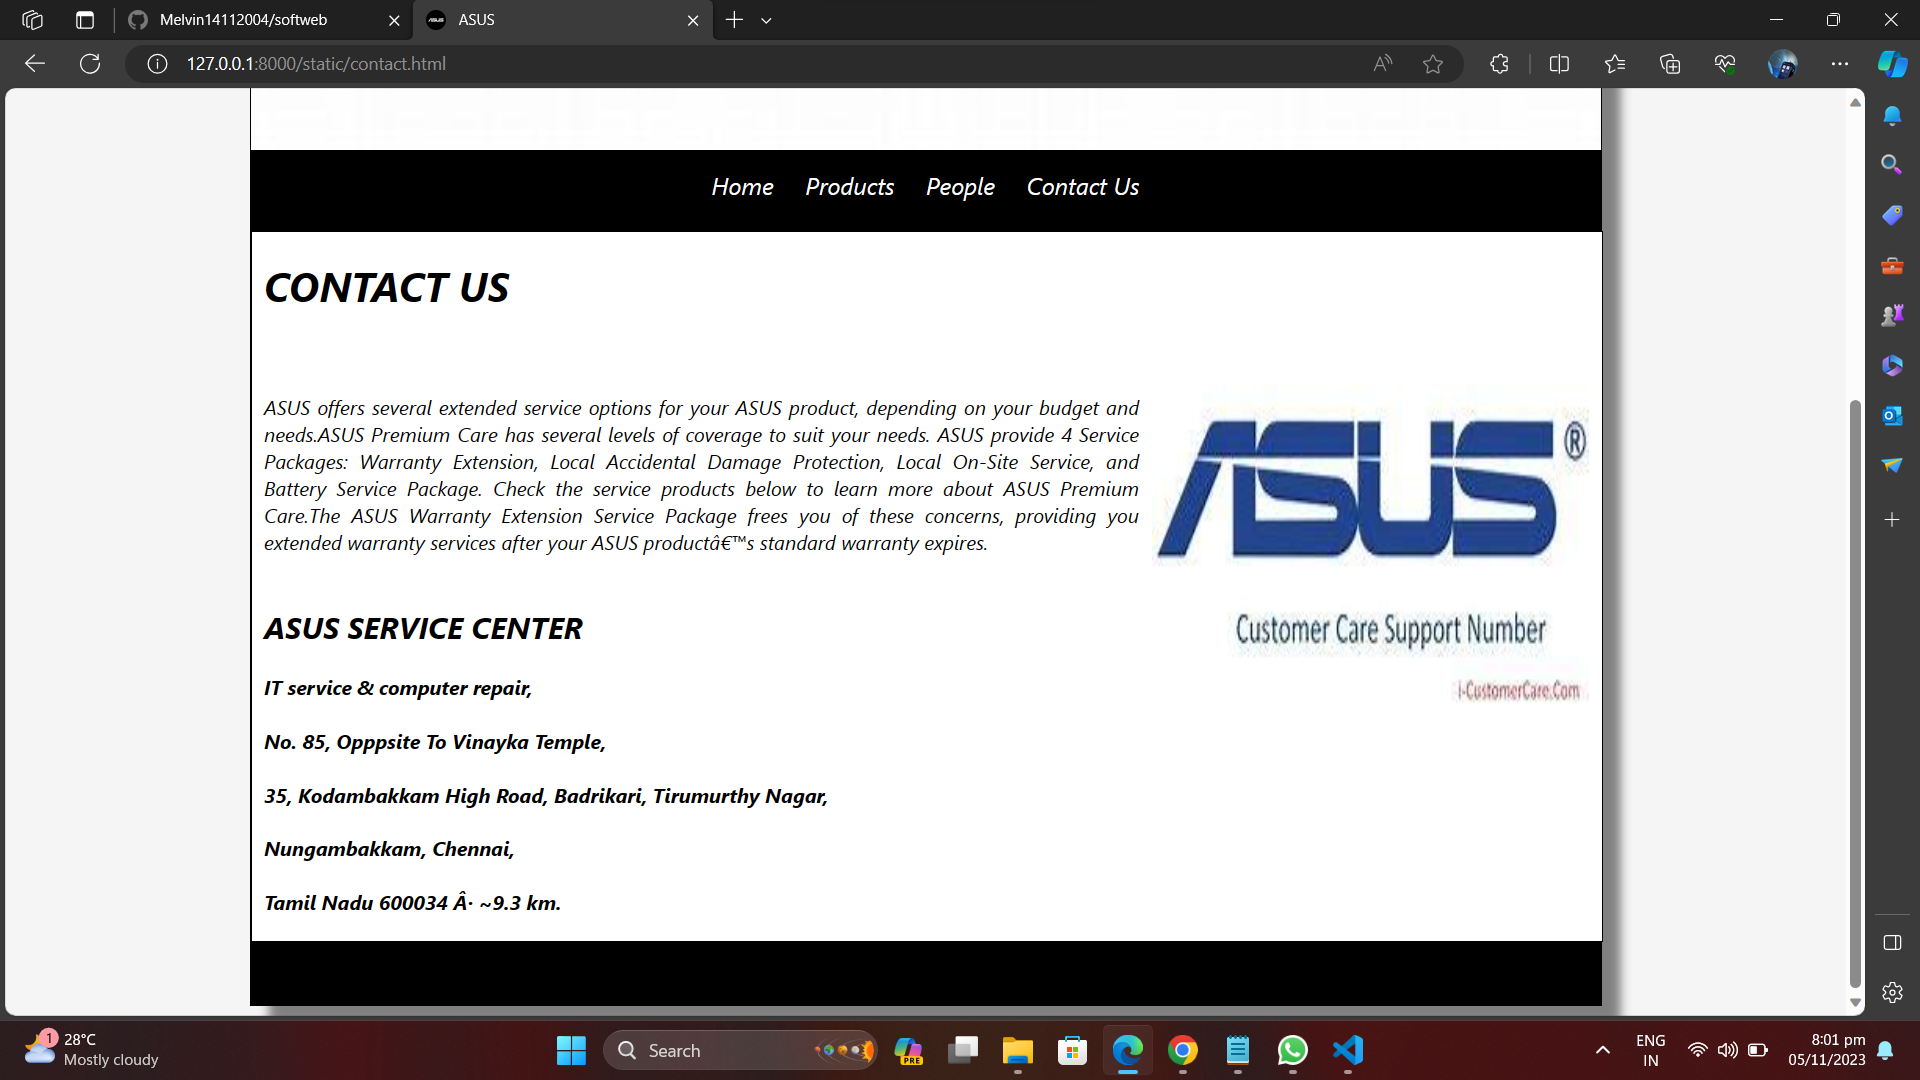 Melvin14112004/softweb
ASUS
127.0.0.1:8000/static/contact.html
Home Products People Contact Us
CONTACT US
ASUS offers several extended service options for your ASUS product, depending on your budget and
needs.ASUS Premium Care has several levels of coverage to suit your needs. ASUS provide 4 Service
Packages: Warranty Extension, Local Accidental Damage Protection, Local On-Site Service, and
Battery Service Package. Check the service products below to learn more about ASUS Premium
Care.The ASUS Warranty Extension Service Package frees you of these concerns, providing you
extended warranty services after your ASUS productâ€™s standard warranty expires.
ASUS ®
Customer Care Support Number
i-CustomerCare.Com
ASUS SERVICE CENTER
IT service & computer repair,
No. 85, Opppsite To Vinayka Temple,
35, Kodambakkam High Road, Badrikari, Tirumurthy Nagar,
Nungambakkam, Chennai,
Tamil Nadu 600034 Â· ~9.3 km.
1
28°C
Mostly cloudy
Search
PRE
ENG
IN
8:01 pm
05/11/2023